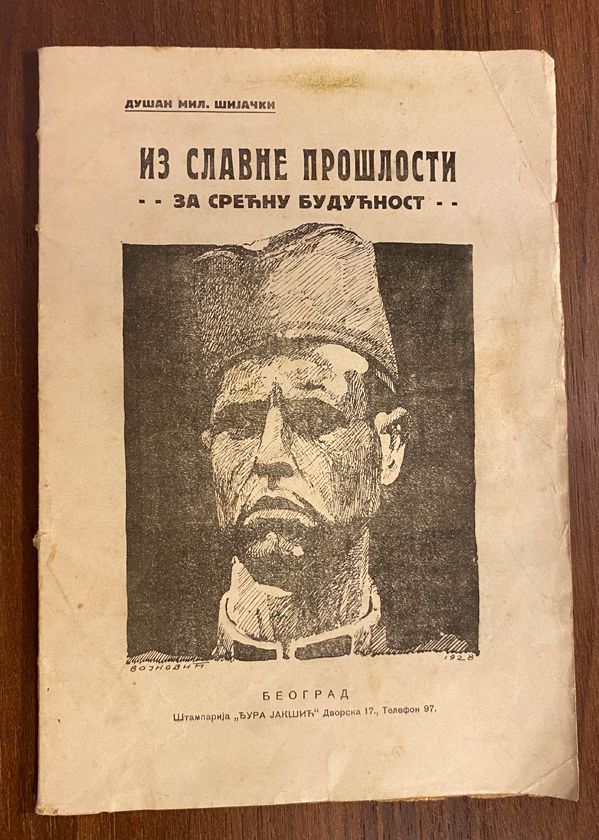 ДУШАН МИЛ. ШИЈАЧКИ
ИЗ СЛАВНЕ ПРОШЛОСТИ
- - ЗА СРЕЋНУ БУДУЋНОСТ - -
ВОЈНОВИЋ 1928
БЕОГРАД
Штампарија „ЂУРА ЈАКШИЋ“ Дворска 17., Телефон 97.